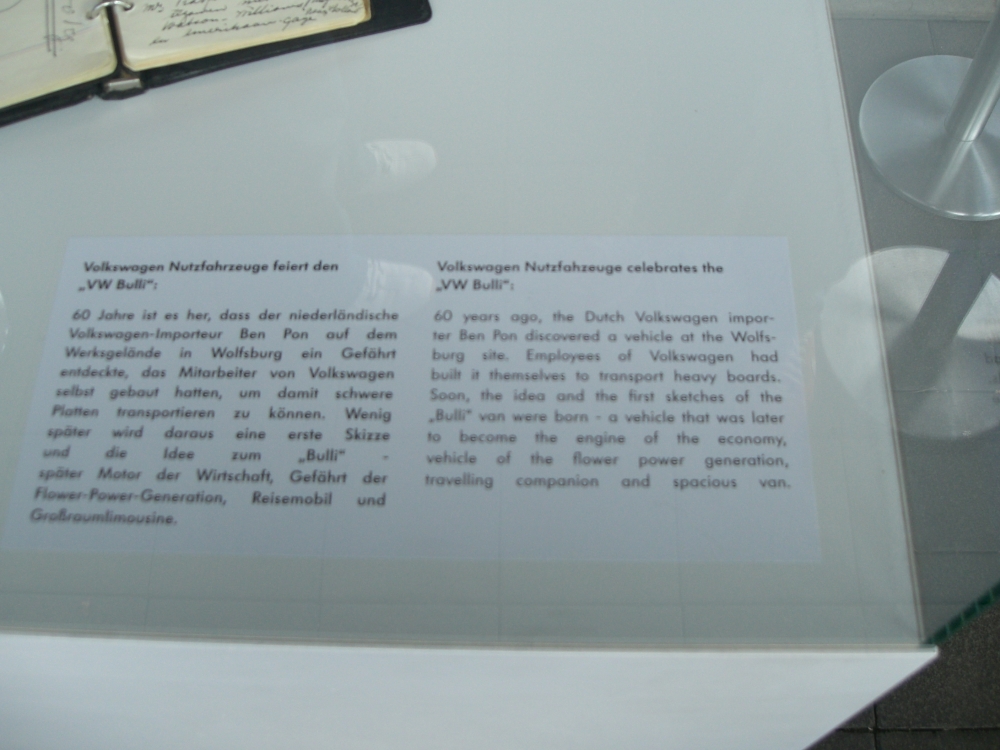 Mr
Watson. Williams
in Amerikaan-Gage
Volkswagen Nutzfahrzeuge feiert den
„VW Bulli“:
60 Jahre ist es her, dass der niederländische
Volkswagen-Importeur Ben Pon auf dem
Werksgelände in Wolfsburg ein Gefährt
entdeckte, das Mitarbeiter von Volkswagen
selbst gebaut hatten, um damit schwere
Platten transportieren zu können. Wenig
später wird daraus eine erste Skizze
und die Idee zum „Bulli“ -
später Motor der Wirtschaft, Gefährt der
Flower-Power-Generation, Reisemobil und
Großraumlimousine.
Volkswagen Nutzfahzeuge celebrates the
„VW Bulli“:
60 years ago, the Dutch Volkswagen impor-
ter Ben Pon discovered a vehicle at the Wolfs-
burg site. Employees of Volkswagen had
built it themselves to transport heavy boards.
Soon, the idea and the first sketches of the
„Bulli“ van were born - a vehicle that was later
to become the engine of the economy,
vehicle of the flower power generation,
travelling companion and spacious van.